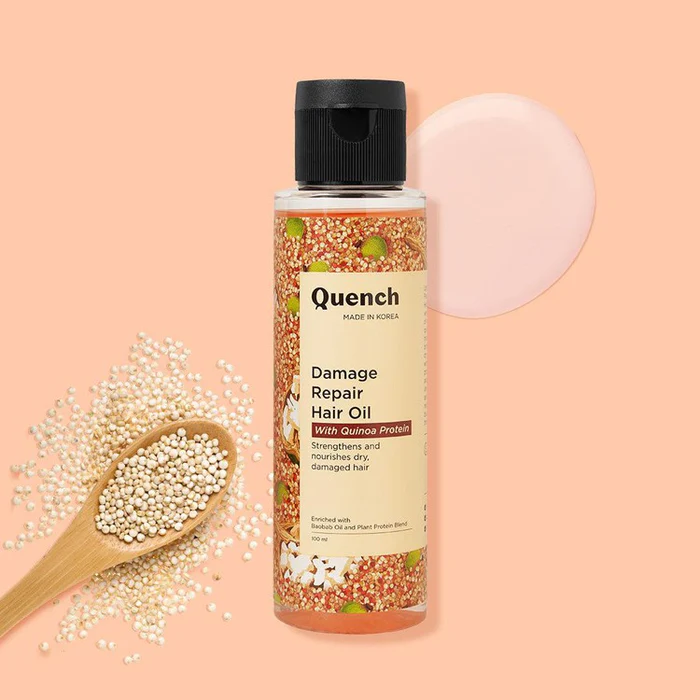 Quench
MADE IN KOREA
Damage
Repair
Hair Oil
With Quinoa Protein
Strengthens and
nourishes dry,
damaged hair
Enriched with
Baobab Oil and Plant Protein Blend
100 ml